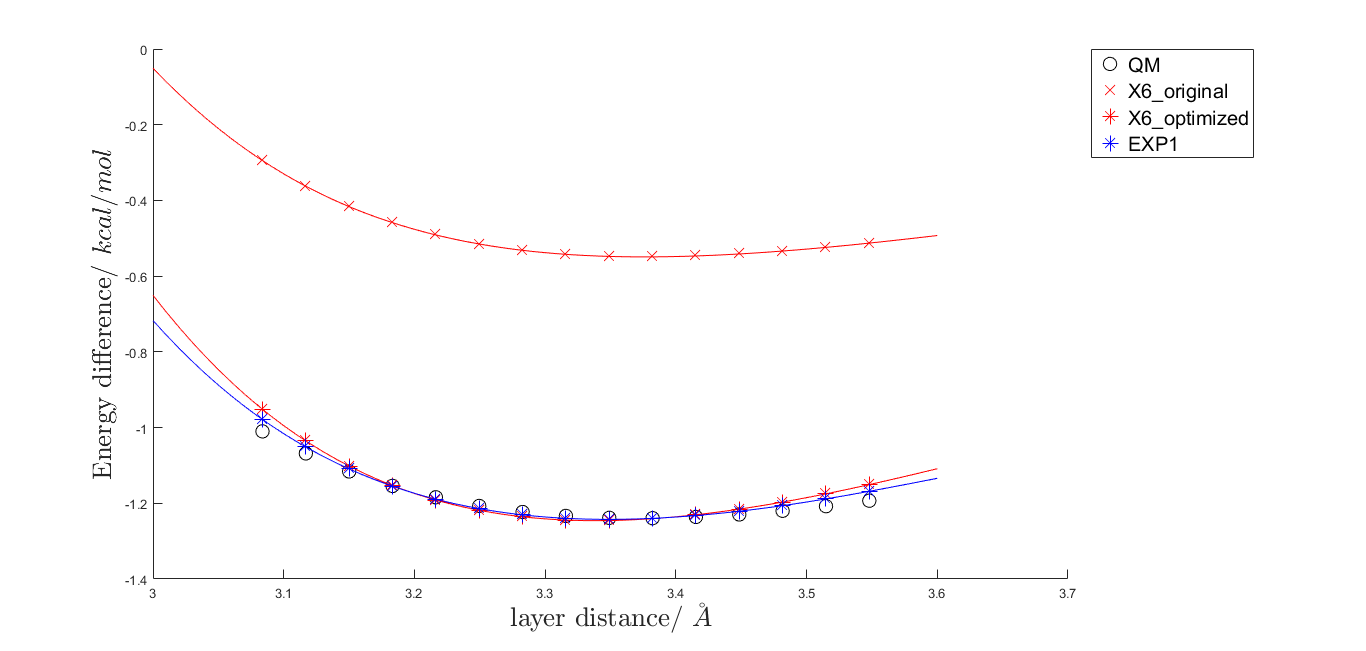 0
-0.2
-0.4
-0.6
-0.8
-1
-1.2
-1.4
3
3.1
3.2
3.3
3.4
3.5
3.6
3.7
Energy difference/ kcal/mol
layer distance/ Å
QM
X6_original
X6_optimized
EXP1